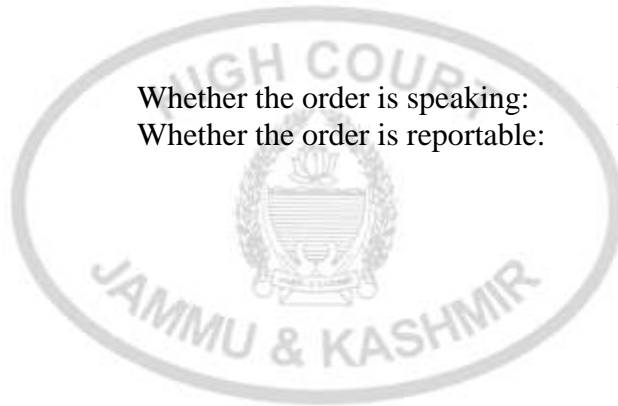 HIGH COURT
Whether the order is speaking:
Whether the order is reportable:
JAMMU & KASHMIR